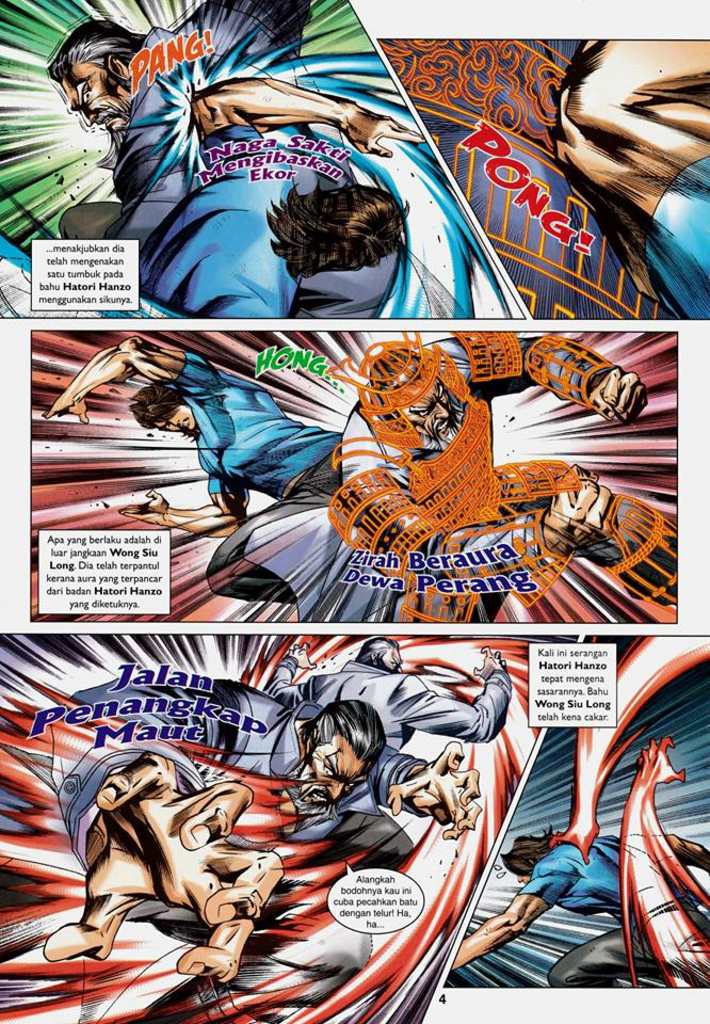 PANG!
Naga Sakti
Mengibaskan
Ekor
...menakjubkan dia
telah mengenakan
satu tumbuk pada
bahu Hatori Hanzo
menggunakan sikunya.
PONG!
HONG...
Apa yang berlaku adalah di
luar jangkaan Wong Siu
Long. Dia telah terpantul
kerana aura yang terpancar
dari badan Hatori Hanzo
yang diketuknya.
Zirah Beraura
Dewa Perang
Jalan
Penangkap
Maut
Alangkah
bodohnya kau ini
cuba pecahkan batu
dengan telur! Ha,
ha...
Kali ini serangan
Hatori Hanzo
tepat mengena
sasarannya. Bahu
Wong Siu Long
telah kena cakar.
4